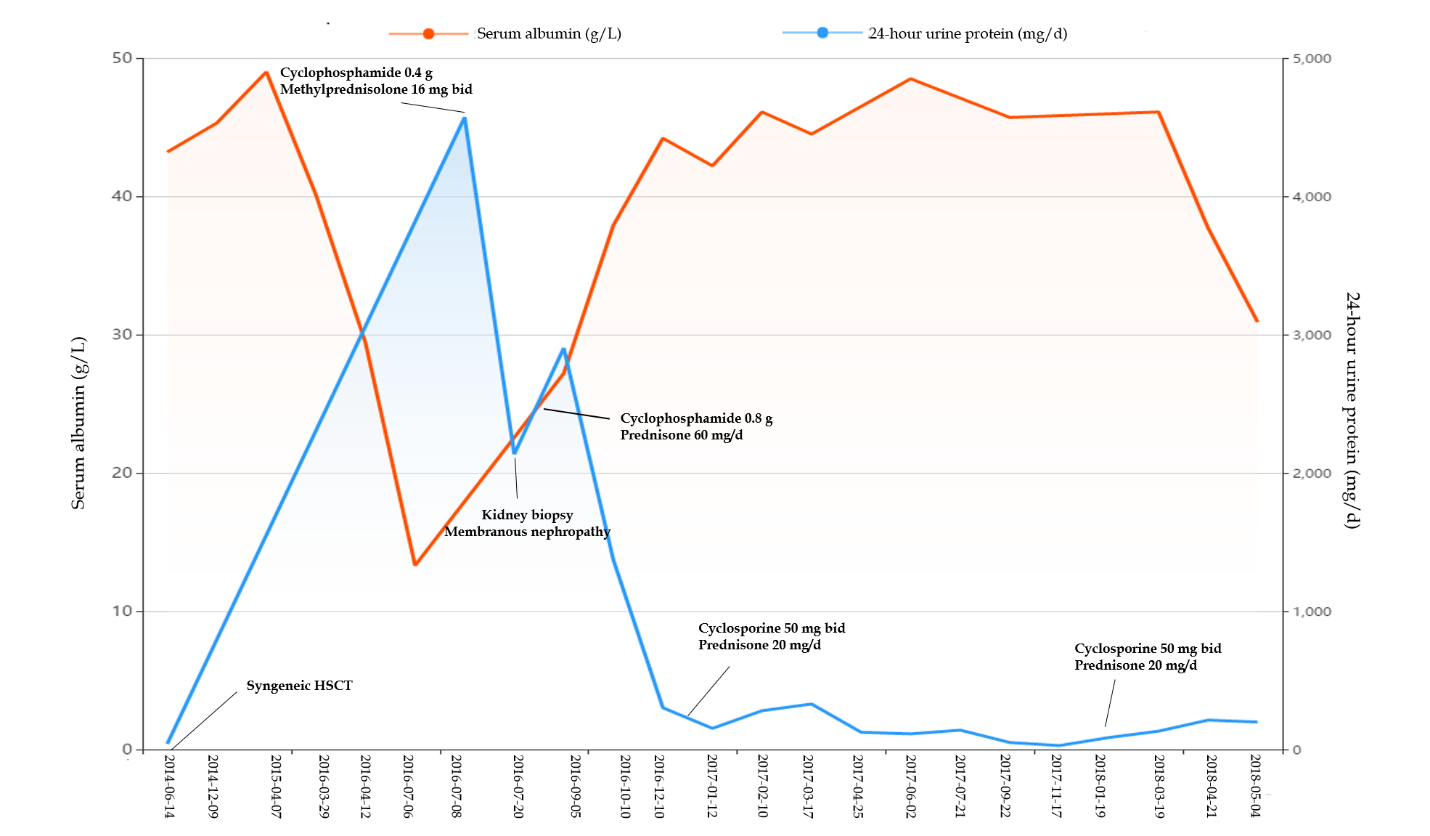 Serum albumin (g/L)
24-hour urine protein (mg/d)
50
40
30
20
10
0
5,000
4,000
3,000
2,000
1,000
0
Serum albumin (g/L)
24-hour urine protein (mg/d)
Cyclophosphamide 0.4 g
Methylprednisolone 16 mg bid
Cyclophosphamide 0.8 g
Prednisone 60 mg/d
Kidney biopsy
Membranous nephropathy
Cyclosporine 50 mg bid
Prednisone 20 mg/d
Cyclosporine 50 mg bid
Prednisone 20 mg/d
Syngeneic HSCT
2014-06-14
2014-12-09
2015-04-07
2016-03-29
2016-04-12
2016-07-06
2016-07-08
2016-07-20
2016-09-05
2016-10-10
2016-12-10
2017-01-12
2017-02-10
2017-03-17
2017-04-25
2017-06-02
2017-07-21
2017-09-22
2017-11-17
2018-01-19
2018-03-19
2018-04-21
2018-05-04